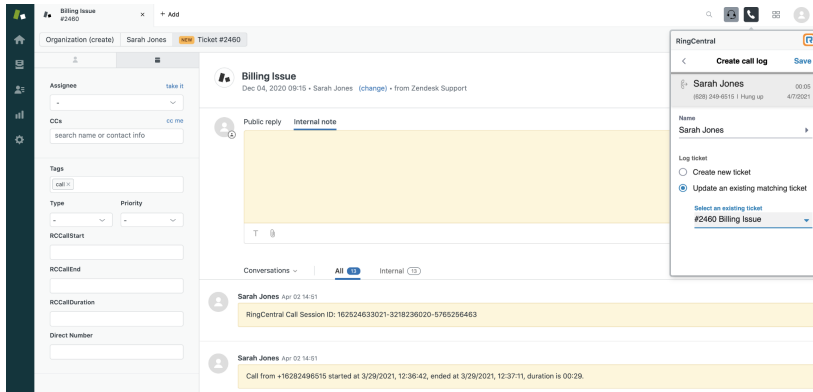 Billing Issue
#2460
×
+ Add
Organization (create)
Sarah Jones
NEW Ticket #2460
Assignee
take it
-
CCs
cc me
search name or contact info
Tags
call ×
Type
Priority
-
-
RCCallStart
RCCallEnd
RCCallDuration
Direct Number
Billing Issue
Dec 04, 2020 09:15 • Sarah Jones (change) • from Zendesk Support
Public reply
Internal note
T
Conversations
All 13
Internal 13
Sarah Jones Apr 02 14:51
RingCentral Call Session ID: 162524633021-3218236020-5765256463
Sarah Jones Apr 02 14:51
Call from +16282496515 started at 3/29/2021, 12:36:42, ended at 3/29/2021, 12:37:11, duration is 00:29.
RingCentral
Create call log
Save
Sarah Jones
00:05
(628) 249-6515 | Hung up
4/7/2021
Name
Sarah Jones
Log ticket
Create new ticket
Update an existing matching ticket
Select an existing ticket
#2460 Billing Issue